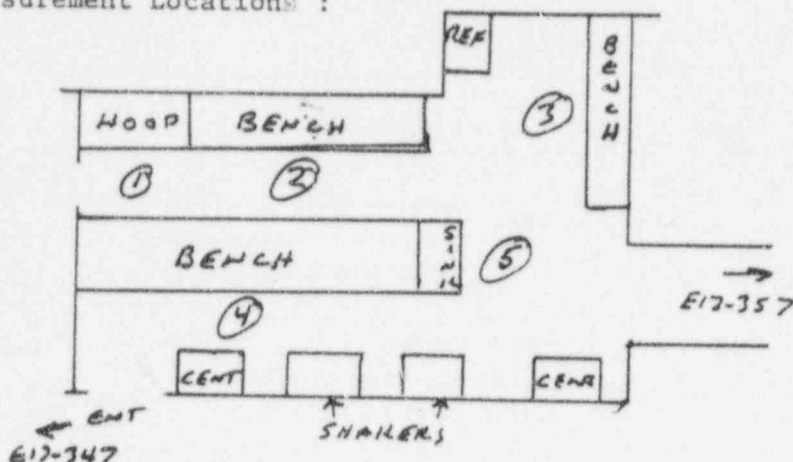 surement Locations :
REF
BENCH
HOOD
BENCH
3
1
2
BENCH
SINK
5
E17-357
4
CENT
CENT
SHAKERS
ENT
E17-347